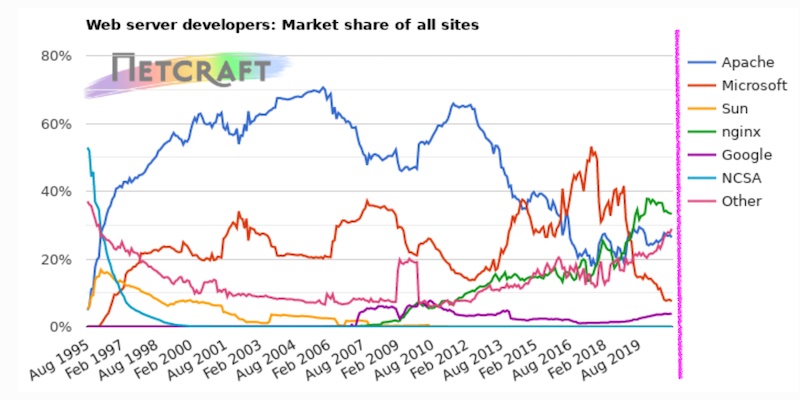 Web server developers: Market share of all sites
NETCRAFT
80%
60%
40%
20%
0%
Aug 1995
Feb 1997
Aug 1998
Feb 2000
Aug 2001
Feb 2003
Aug 2004
Feb 2006
Aug 2007
Feb 2009
Aug 2010
Feb 2012
Aug 2013
Feb 2015
Aug 2016
Feb 2018
Aug 2019
Apache
Microsoft
Sun
nginx
Google
NCSA
Other